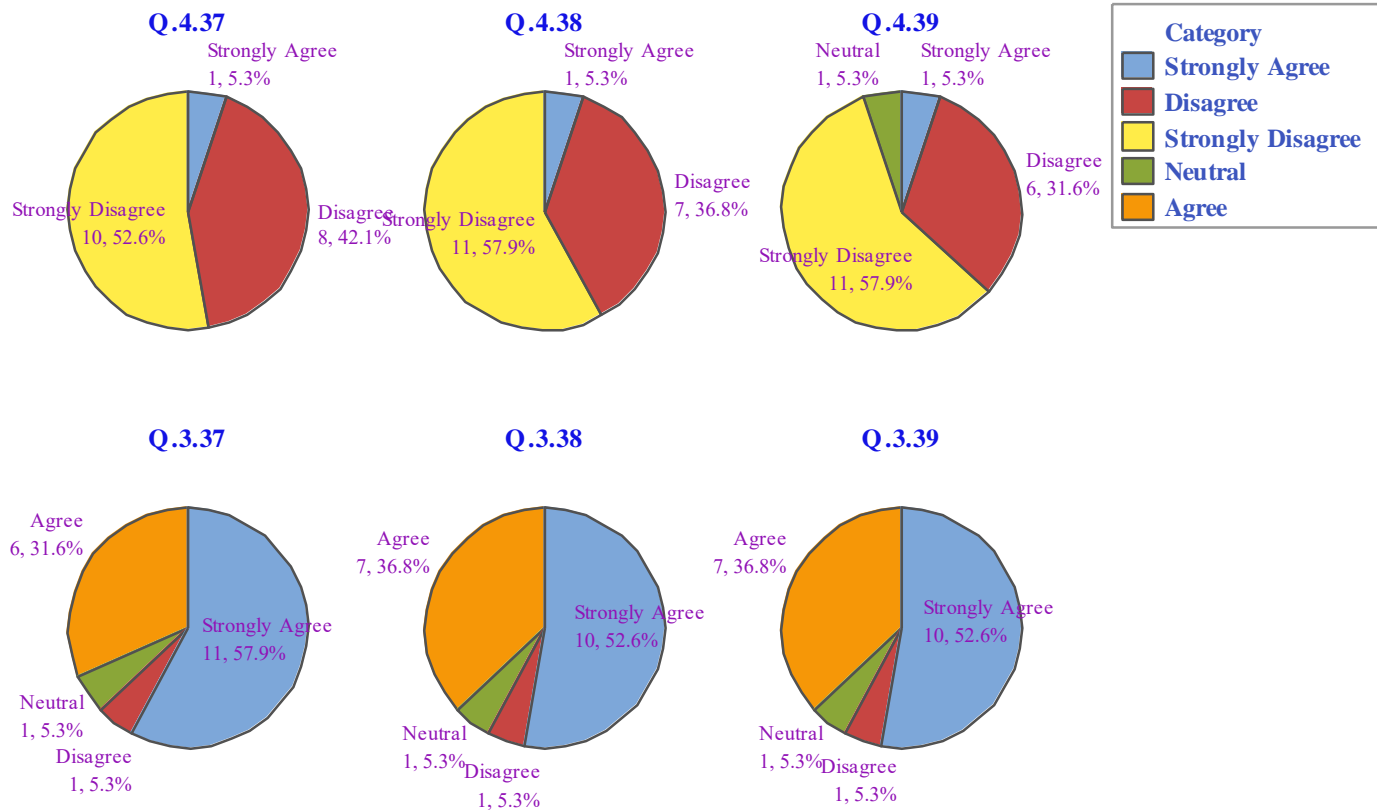 Q.4.37
Strongly Agree
1, 5.3%
Disagree
8, 42.1%
Strongly Disagree
10, 52.6%
Q.4.38
Strongly Agree
1, 5.3%
Disagree
7, 36.8%
Strongly Disagree
11, 57.9%
Q.4.39
Neutral
1, 5.3%
Strongly Agree
1, 5.3%
Disagree
6, 31.6%
Strongly Disagree
11, 57.9%
Category
Strongly Agree
Disagree
Strongly Disagree
Neutral
Agree
Q.3.37
Agree
6, 31.6%
Strongly Agree
11, 57.9%
Neutral
1, 5.3%
Disagree
1, 5.3%
Q.3.38
Agree
7, 36.8%
Strongly Agree
10, 52.6%
Neutral
1, 5.3%
Disagree
1, 5.3%
Q.3.39
Agree
7, 36.8%
Strongly Agree
10, 52.6%
Neutral
1, 5.3%
Disagree
1, 5.3%